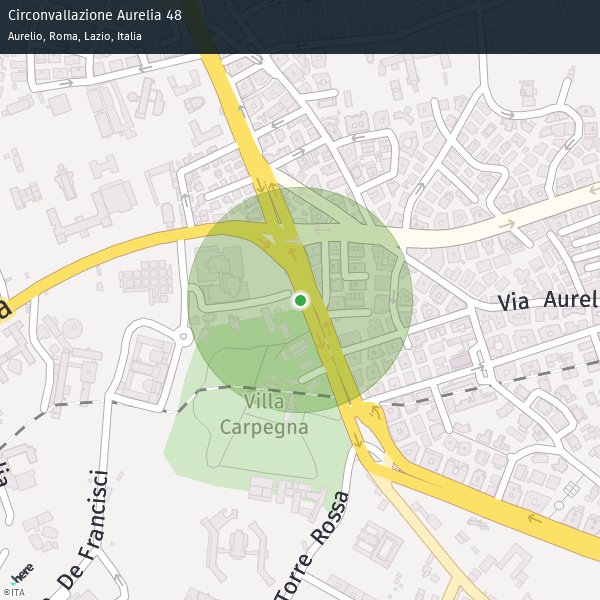 Circonvallazione Aurelia 48
Aurelio, Roma, Lazio, Italia
a
Via Aurel
Villa
Carpegna
De Francisci
Torre Rossa
here
©ITA